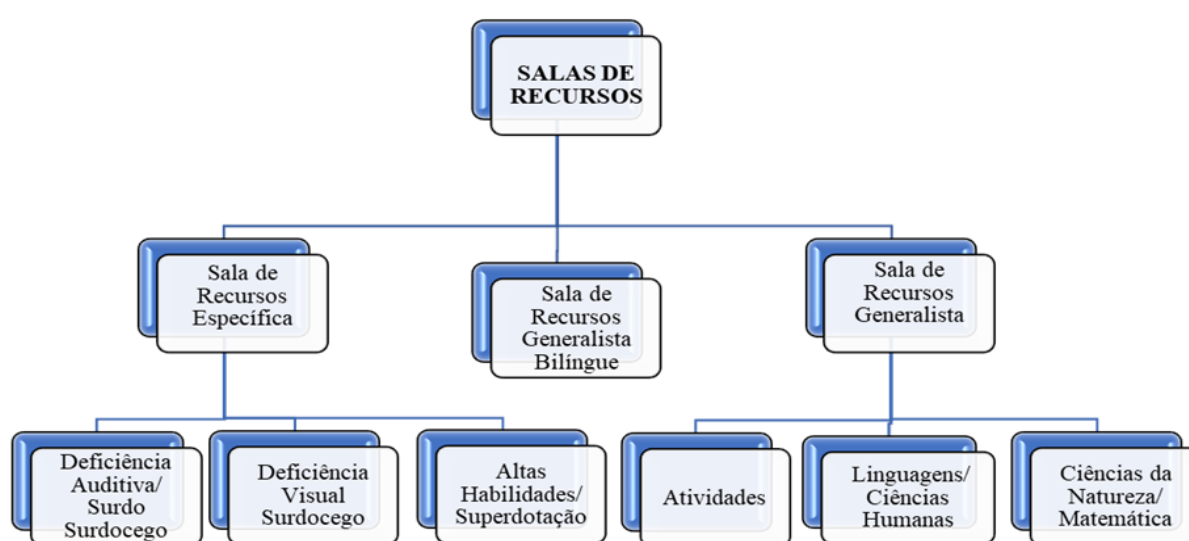 SALAS DE
RECURSOS
Sala de
Recursos
Específica
Sala de
Recursos
Generalista
Bilíngue
Sala de
Recursos
Generalista
Deficiência
Auditiva/
Surdo
Surdocego
Deficiência
Visual
Surdocego
Altas
Habilidades/
Superdotação
Atividades
Linguagens/
Ciências
Humanas
Ciências da
Natureza/
Matemática